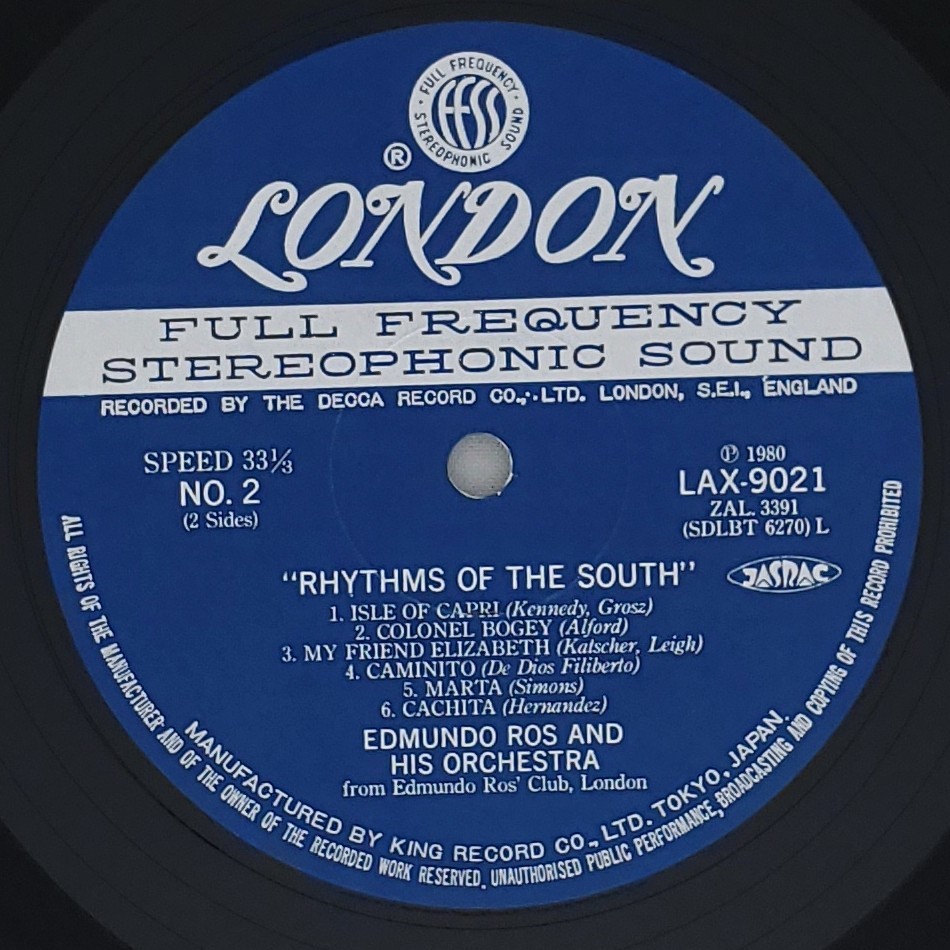 FULL FREQUENCY
FFSS
STEREOPHONIC SOUND
®
LONDON
FULL FREQUENCY
STEREOPHONIC SOUND
RECORDED BY THE DECCA RECORD CO., LTD. LONDON, S.E.I., ENGLAND
SPEED 33⅓
NO. 2
(2 Sides)
℗ 1980
LAX-9021
ZAL. 3391
(SDLBT 6270) L
"RHYTHMS OF THE SOUTH"
JASRAC
1. ISLE OF CAPRI (Kennedy, Grosz)
2. COLONEL BOGEY (Alford)
3. MY FRIEND ELIZABETH (Kalscher, Leigh)
4. CAMINITO (De Dios Filiberto)
5. MARTA (Simons)
6. CACHITA (Hernandez)
EDMUNDO ROS AND
HIS ORCHESTRA
from Edmundo Ros' Club, London
MANUFACTURED BY KING RECORD CO., LTD. TOKYO, JAPAN.
ALL RIGHTS OF THE MANUFACTURER AND OF THE OWNER OF THE RECORDED WORK RESERVED. UNAUTHORISED PUBLIC PERFORMANCE, BROADCASTING AND COPYING OF THIS RECORD PROHIBITED